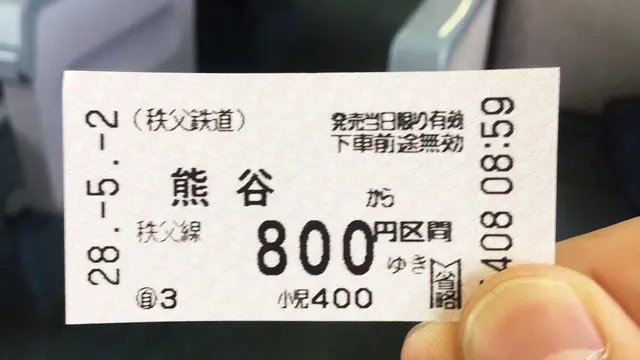 28.-5.-2
(秩父鉄道)
発売当日限り有効
下車前途無効
熊谷
から
秩父線
800円区間
ゆき
㊂3
小児400
省略
408 08:59